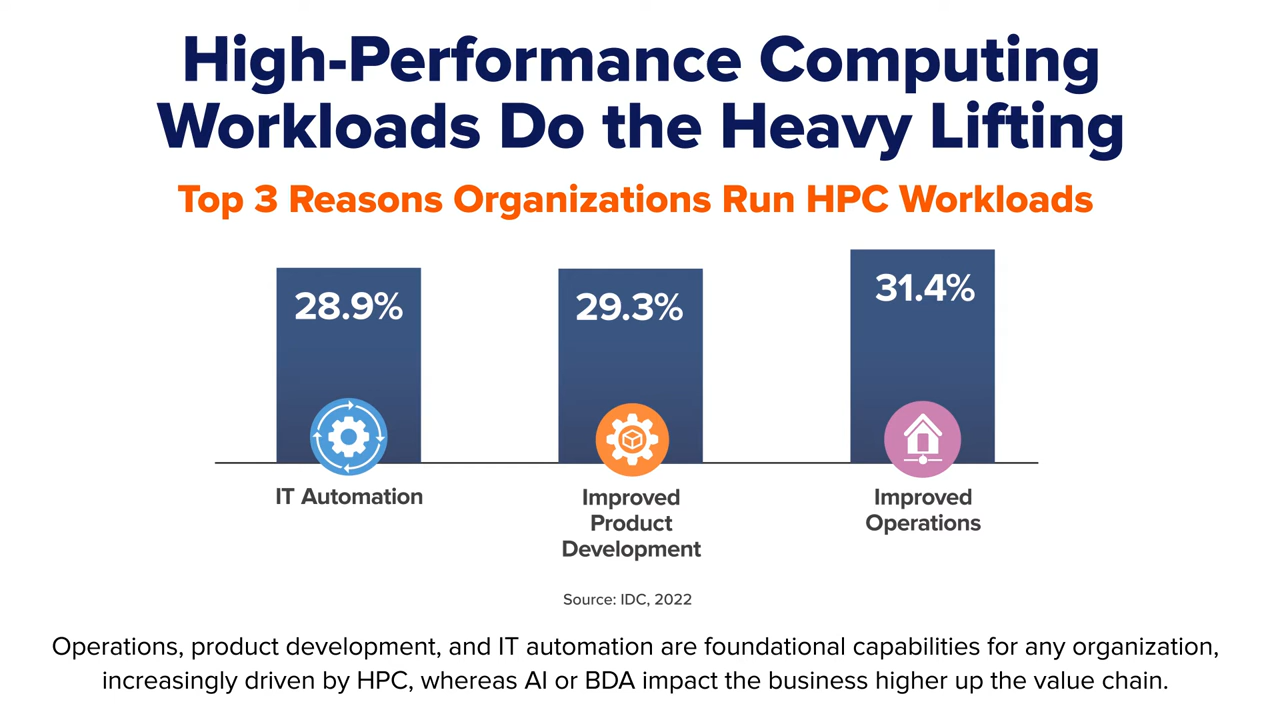 High-Performance Computing
Workloads Do the Heavy Lifting
Top 3 Reasons Organizations Run HPC Workloads
28.9%
29.3%
31.4%
IT Automation
Improved
Product
Development
Improved
Operations
Source: IDC, 2022
Operations, product development, and IT automation are foundational capabilities for any organization,
increasingly driven by HPC, whereas AI or BDA impact the business higher up the value chain.